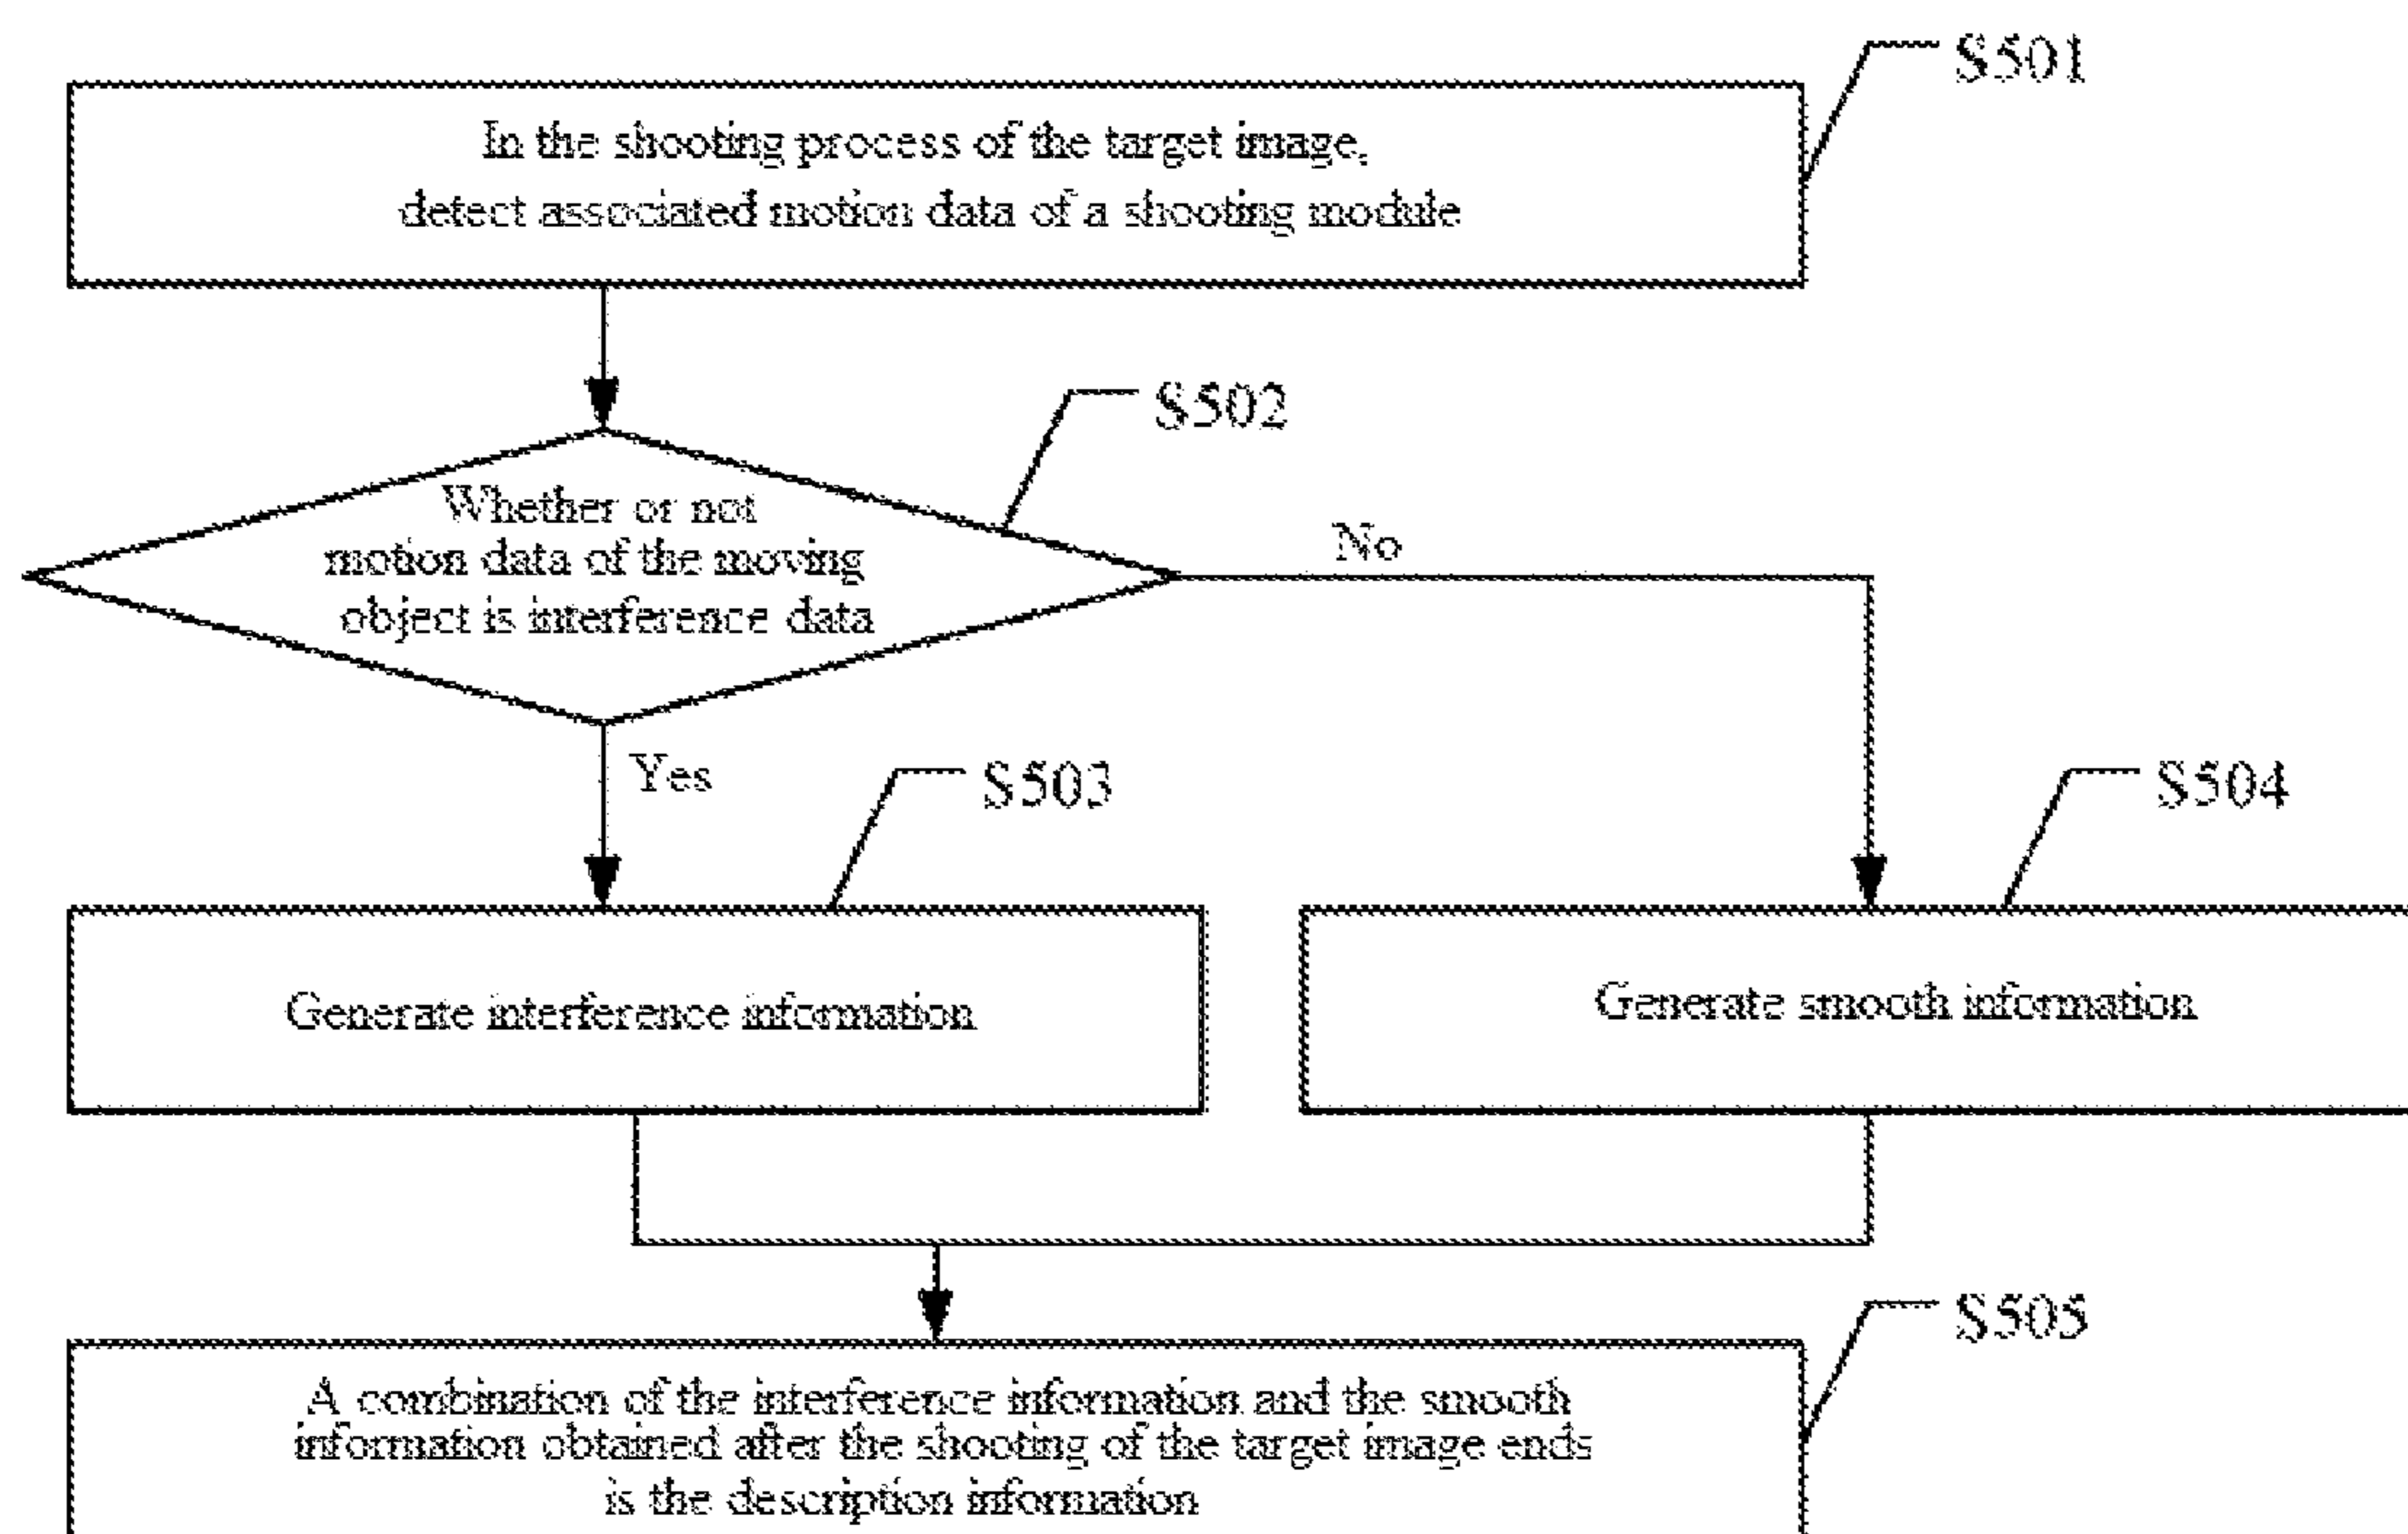 S501
In the shooting process of the target image,
detect associated motion data of a shooting module
S502
Whether or not
motion data of the moving
object is interference data
No
Yes
S503
S504
Generate interference information
Generate smooth information
S505
A combination of the interference information and the smooth
information obtained after the shooting of the target image ends
is the description information